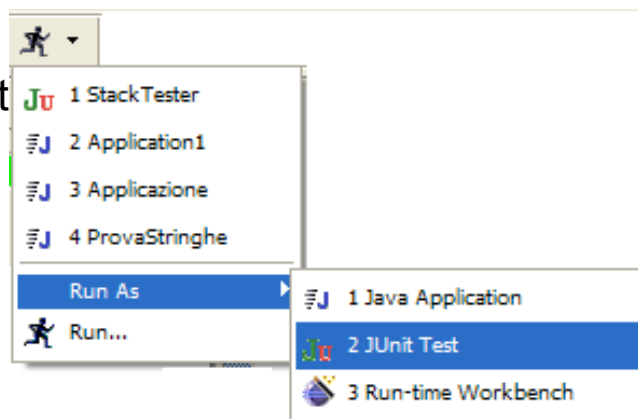 t
1 StackTester
2 Application1
3 Applicazione
4 ProvaStringhe
Run As
Run...
1 Java Application
2 JUnit Test
3 Run-time Workbench